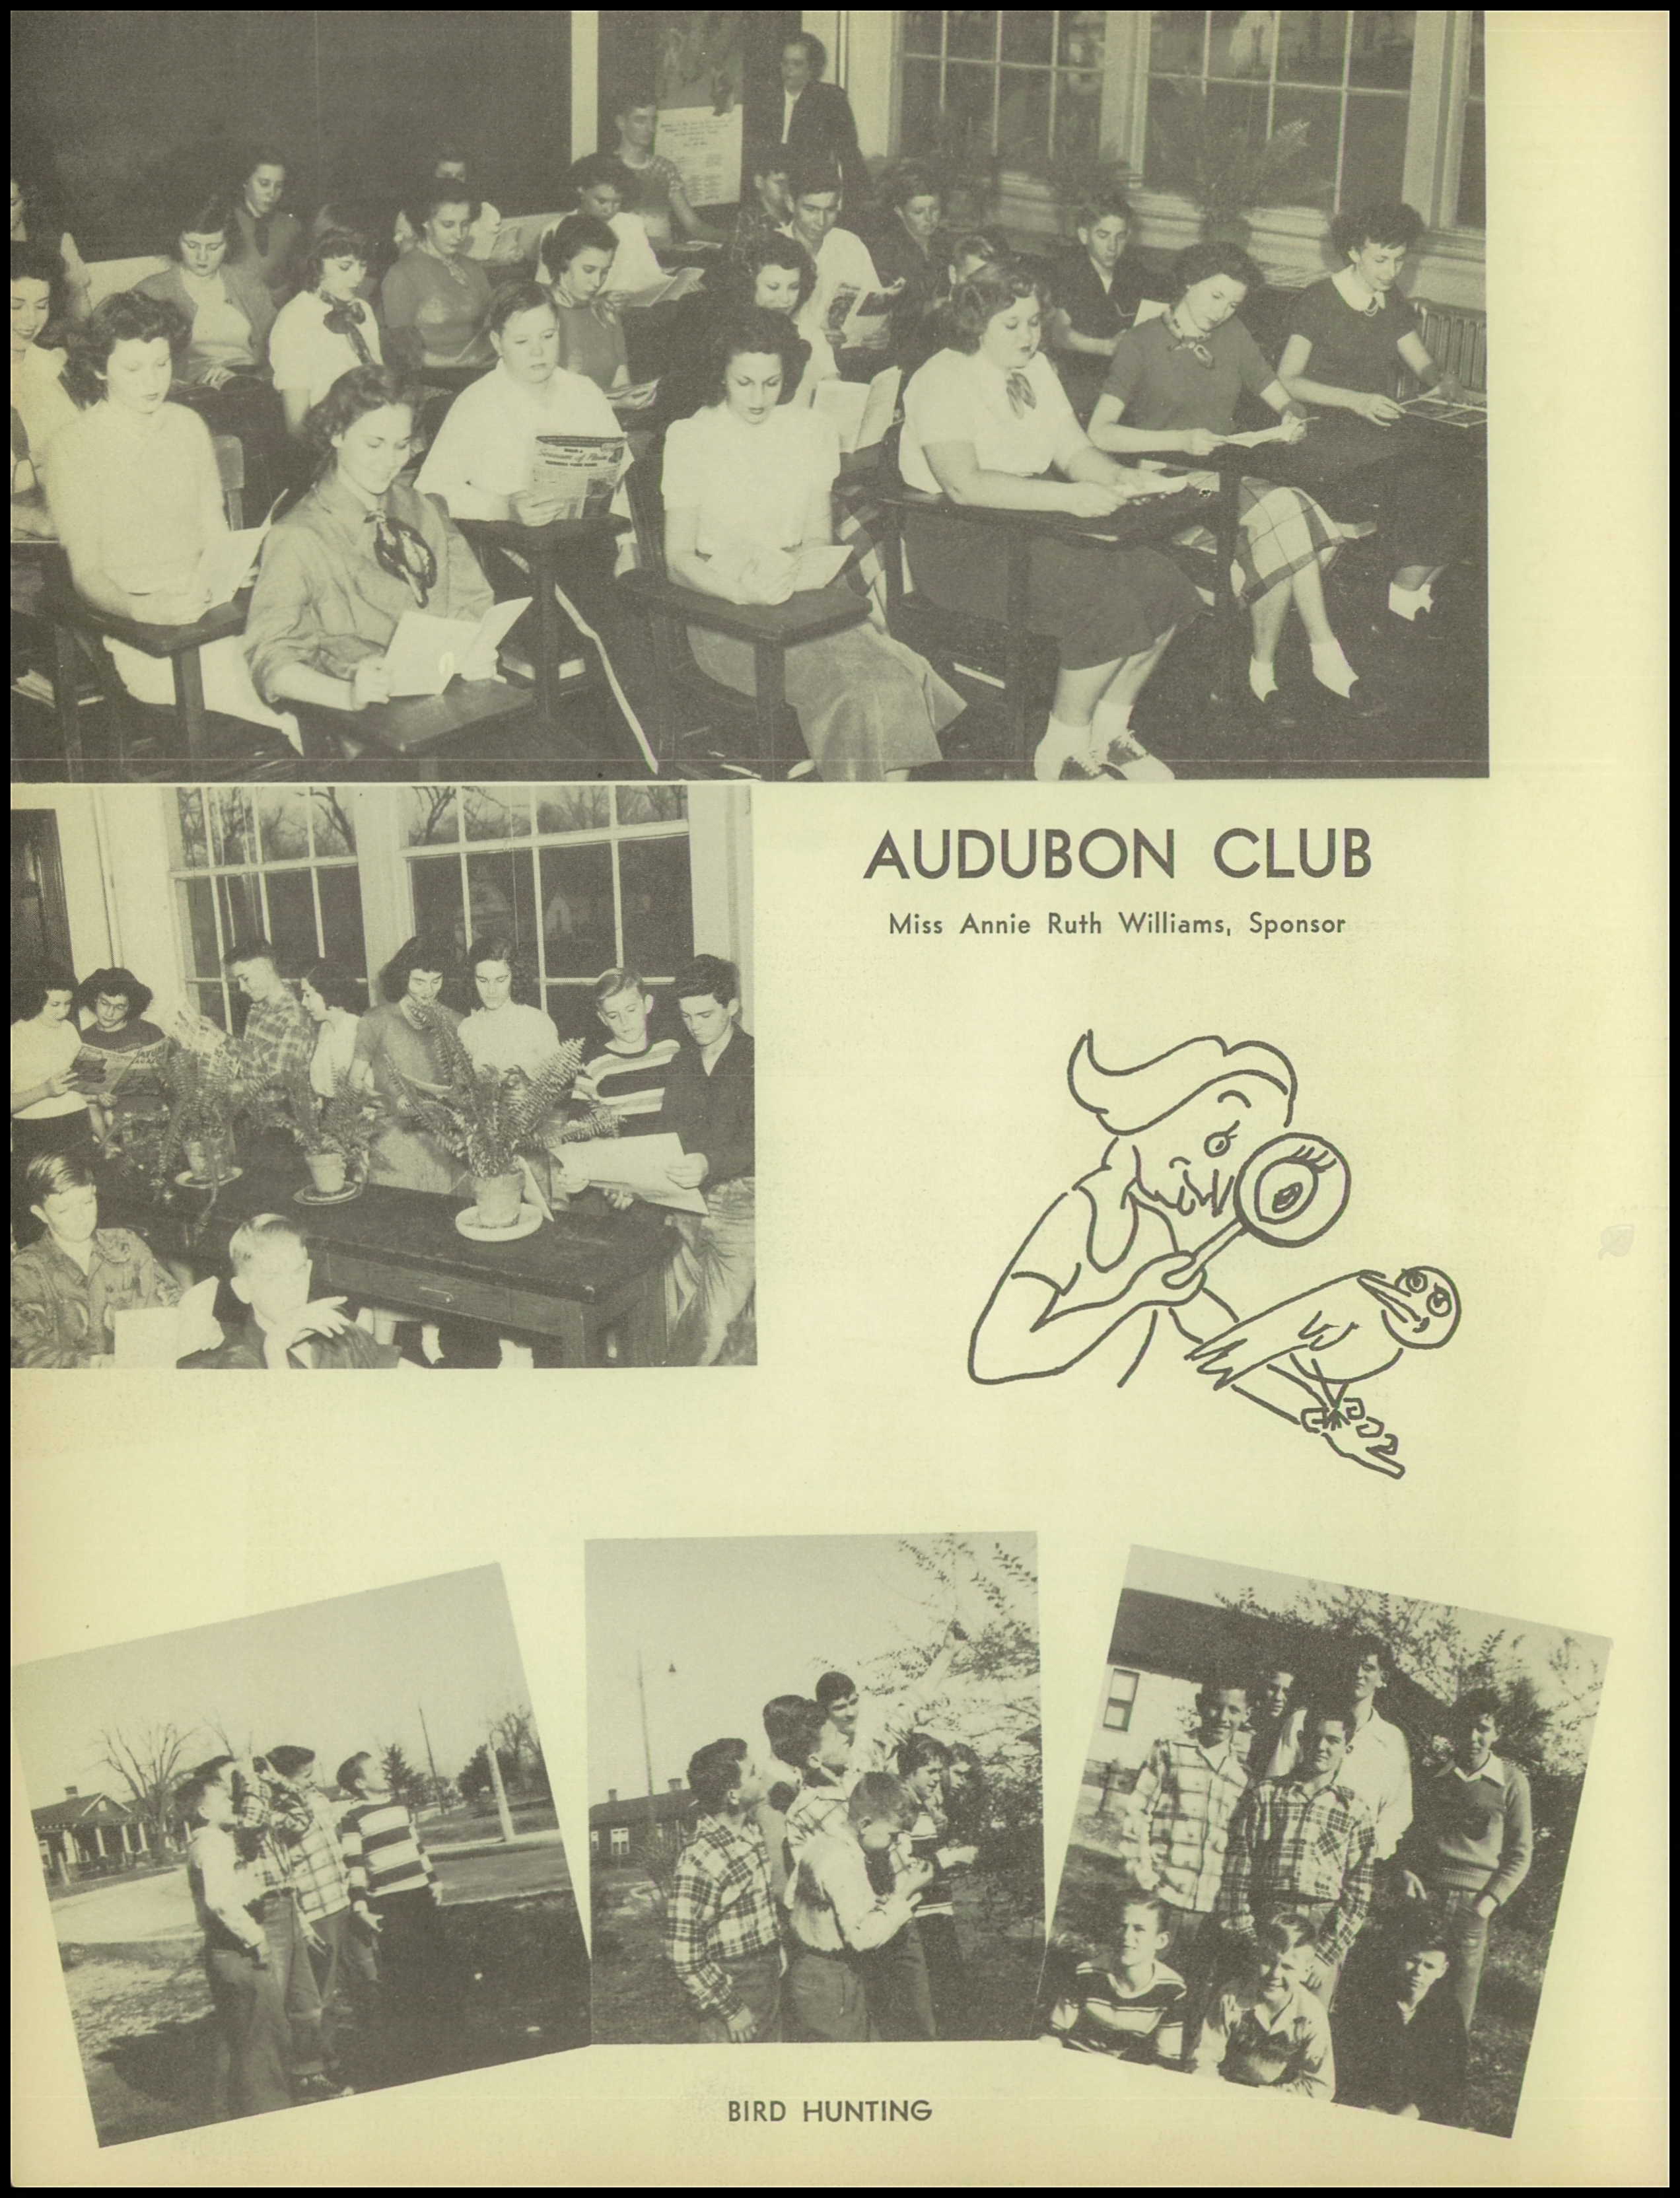 AUDUBON CLUB
Miss Annie Ruth Williams, Sponsor
BIRD HUNTING